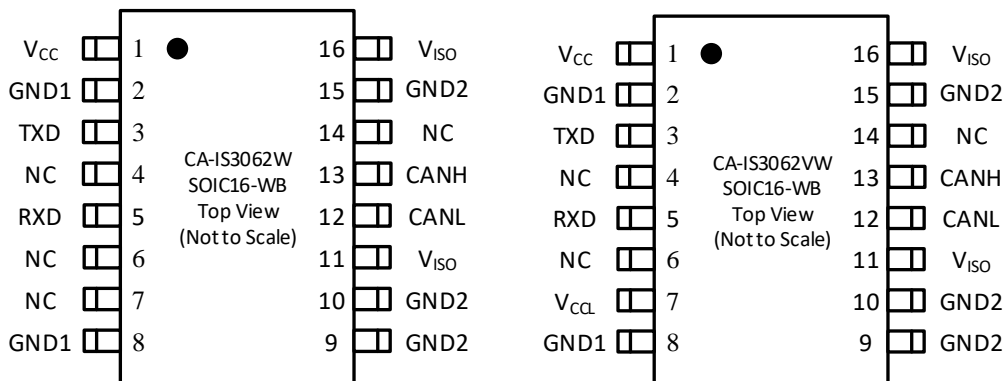 VCC 1 16 VISO
GND1 2 15 GND2
TXD 3 14 NC
NC 4 13 CANH
RXD 5 12 CANL
NC 6 11 VISO
NC 7 10 GND2
GND1 8 9 GND2
CA-IS3062W
SOIC16-WB
Top View
(Not to Scale)
VCC 1 16 VISO
GND1 2 15 GND2
TXD 3 14 NC
NC 4 13 CANH
RXD 5 12 CANL
NC 6 11 VISO
VCCL 7 10 GND2
GND1 8 9 GND2
CA-IS3062VW
SOIC16-WB
Top View
(Not to Scale)